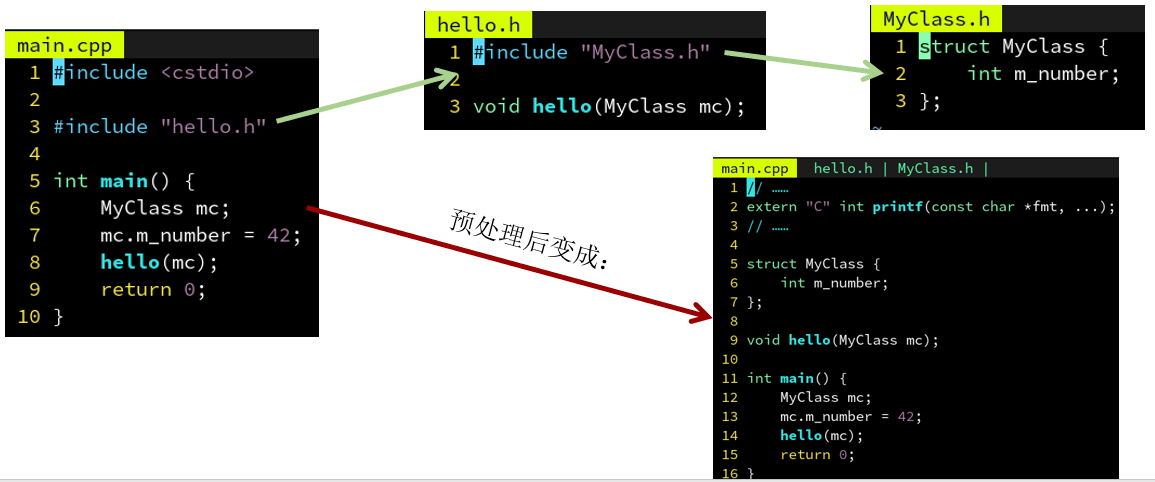 main.cpp
1 #include <cstdio>
2
3 #include "hello.h"
4
5 int main() {
6     MyClass mc;
7     mc.m_number = 42;
8     hello(mc);
9     return 0;
10 }
hello.h
1 #include "MyClass.h"
2
3 void hello(MyClass mc);
MyClass.h
1 struct MyClass {
2     int m_number;
3 };
~
预处理后变成：
main.cpp hello.h | MyClass.h |
1 // ……
2 extern "C" int printf(const char *fmt, ...);
3 // ……
4
5 struct MyClass {
6     int m_number;
7 };
8
9 void hello(MyClass mc);
10
11 int main() {
12     MyClass mc;
13     mc.m_number = 42;
14     hello(mc);
15     return 0;
16 }